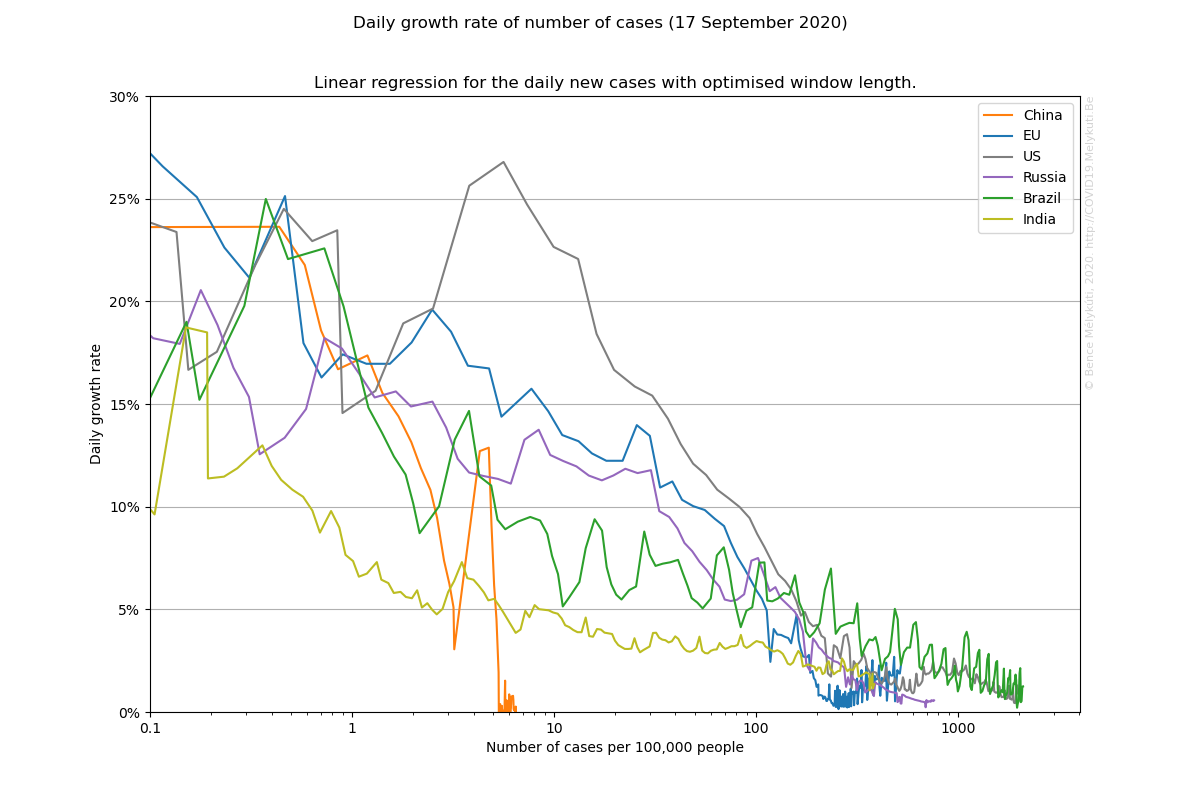 Daily growth rate of number of cases (17 September 2020)
Linear regression for the daily new cases with optimised window length.
30%
25%
20%
15%
10%
5%
0%
Daily growth rate
China
EU
US
Russia
Brazil
India
© Bence Mélykúti, 2020. http://COVID19.Melykuti.Be
0.1
1
10
100
1000
Number of cases per 100,000 people